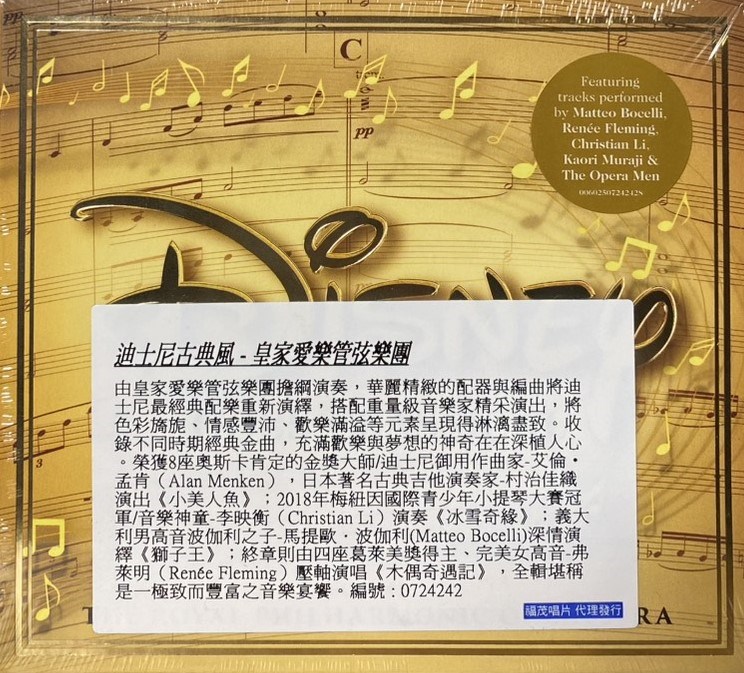 C
pp
Featuring
tracks performed
by Matteo Bocelli,
Renée Fleming,
Christian Li,
Kaori Muraji &
The Opera Men
00602507242428
迪士尼古典風 - 皇家愛樂管弦樂團
由皇家愛樂管弦樂團擔綱演奏，華麗精緻的配器與編曲將迪
士尼最經典配樂重新演繹，搭配重量級音樂家精采演出，將
色彩旖旎、情感豐沛、歡樂滿溢等元素呈現得淋漓盡致。收
錄不同時期經典金曲，充滿歡樂與夢想的神奇在在深植人心
。榮獲8座奧斯卡肯定的金獎大師/迪士尼御用作曲家-艾倫・
孟肯（Alan Menken），日本著名古典吉他演奏家-村治佳織
演出《小美人魚》；2018年梅紐因國際青少年小提琴大賽冠
軍/音樂神童-李映衡（Christian Li）演奏《冰雪奇緣》；義大
利男高音波伽利之子-馬提歐．波伽利(Matteo Bocelli)深情演
繹《獅子王》；終章則由四座葛萊美獎得主、完美女高音-弗
萊明（Renée Fleming）壓軸演唱《木偶奇遇記》，全輯堪稱
是一極致而豐富之音樂宴饗。編號：0724242
福茂唱片 代理發行